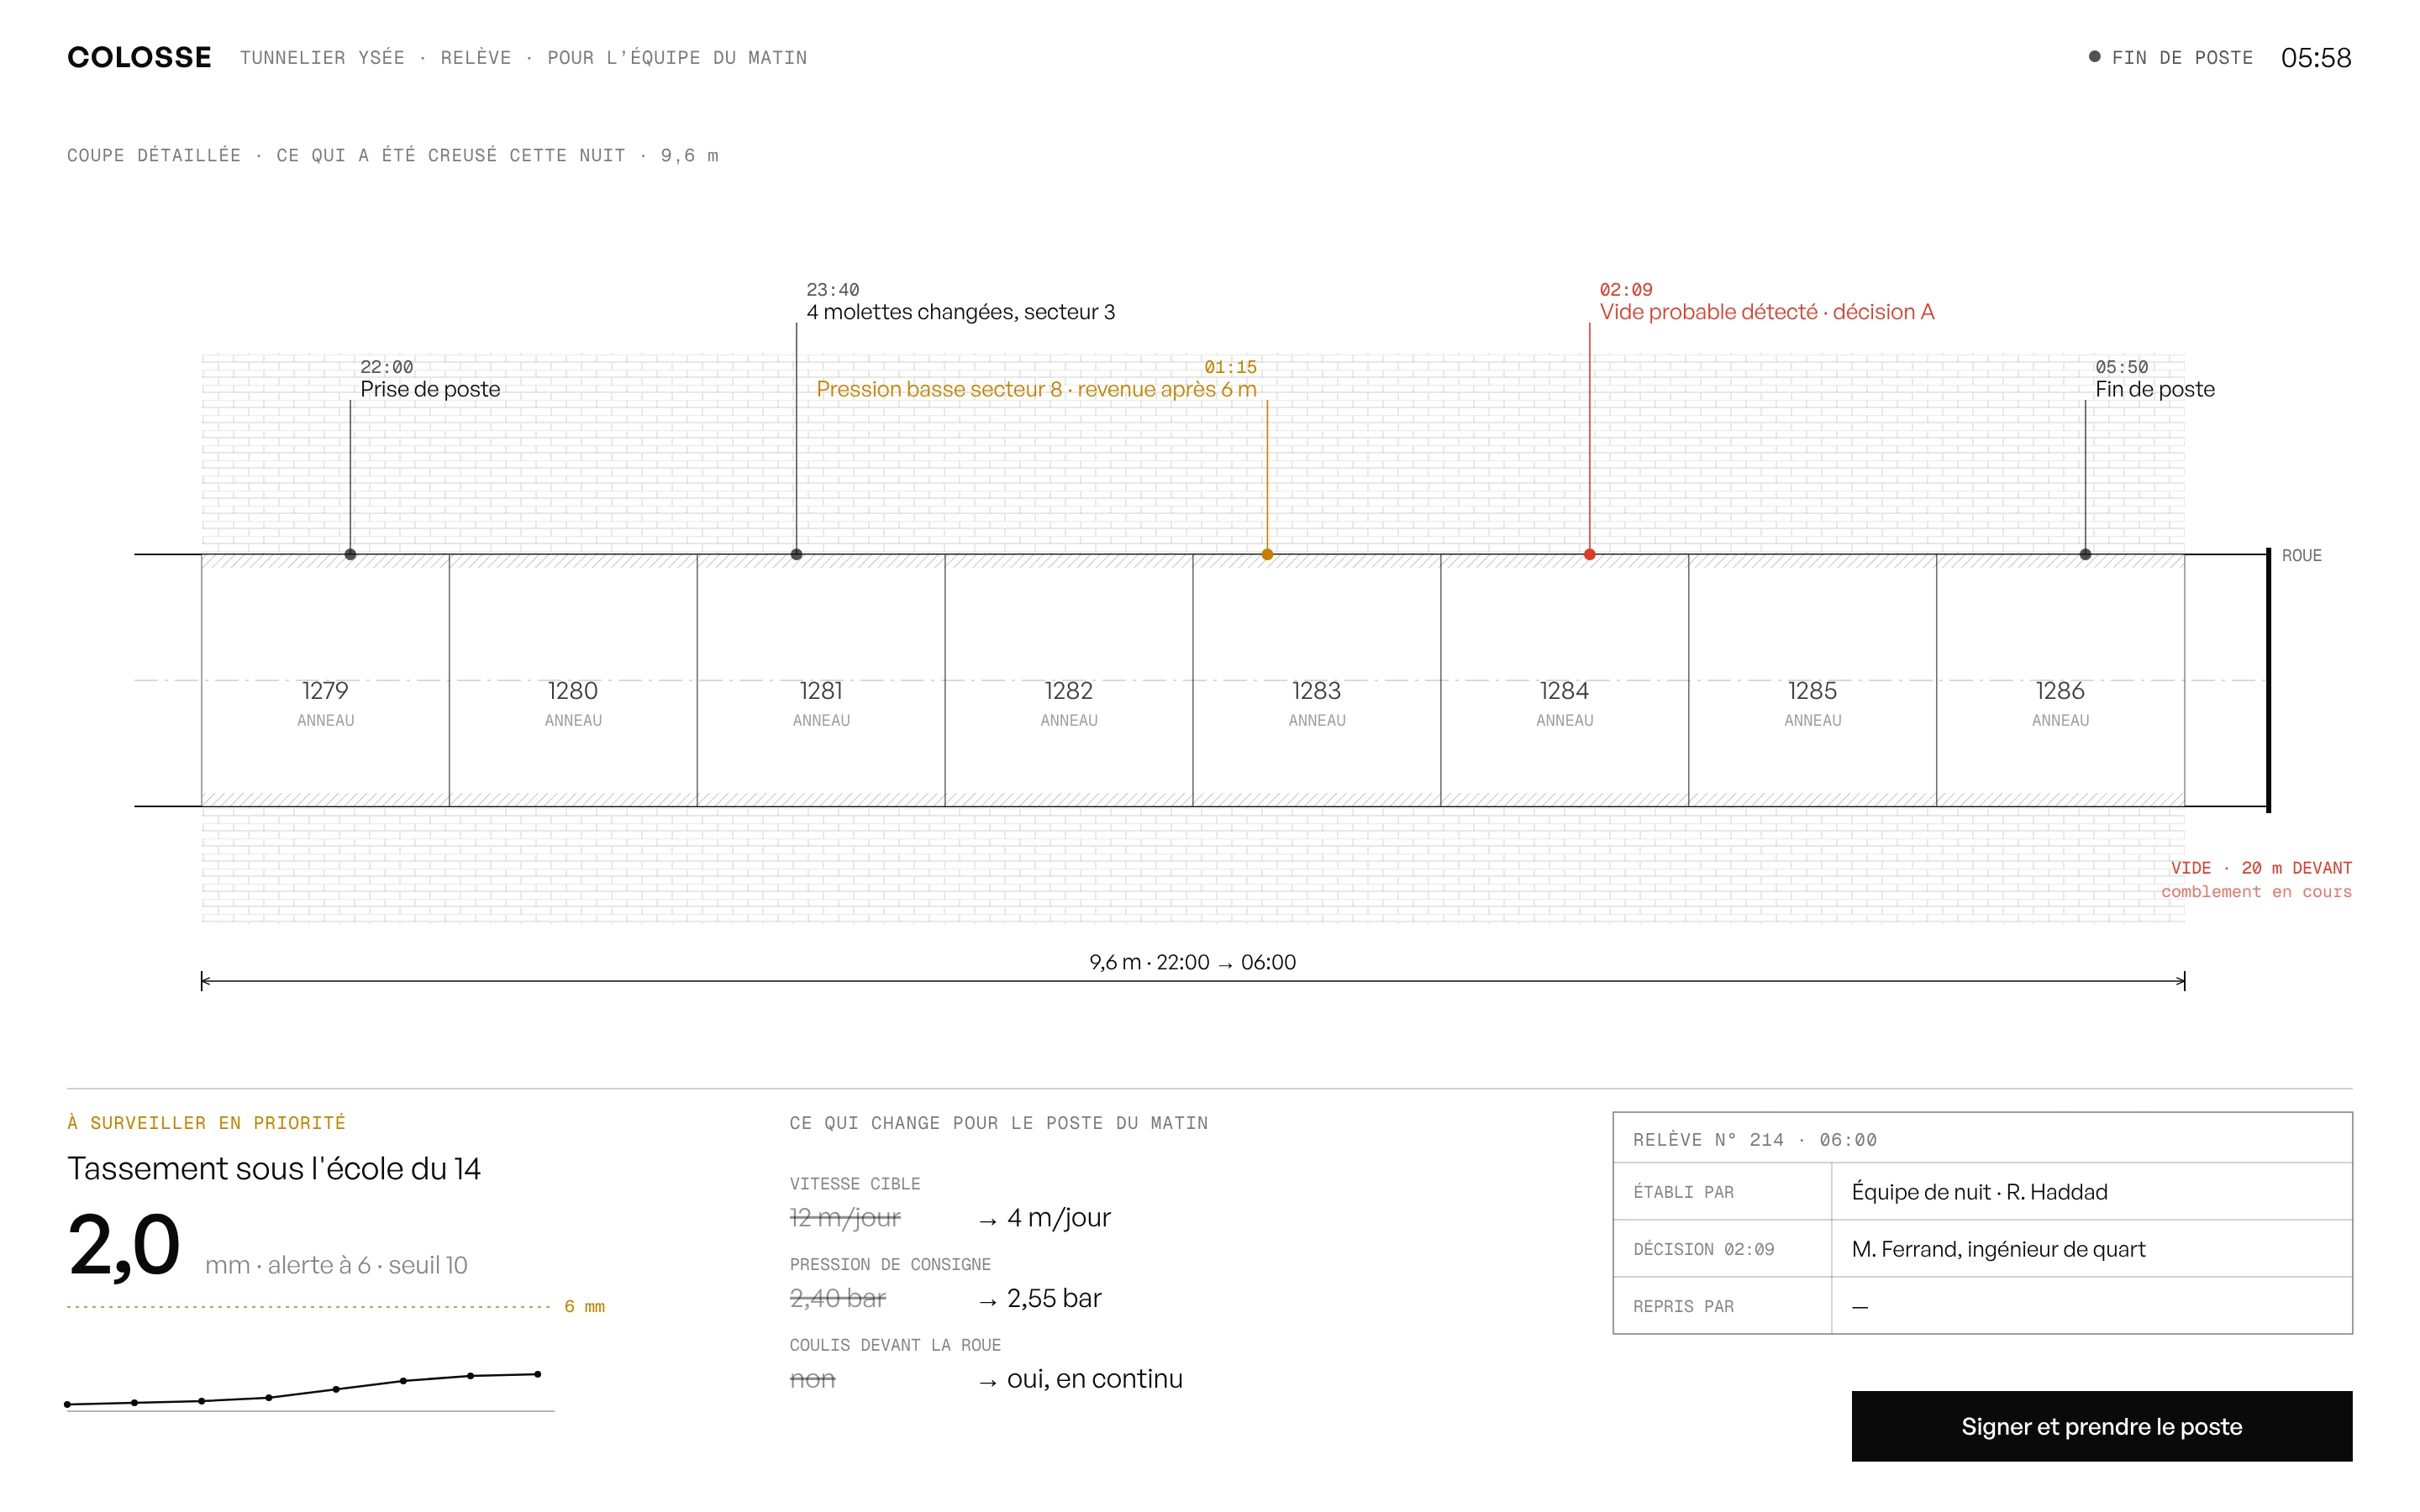 COLOSSE TUNNELIER YSÉE · RELÈVE · POUR L'ÉQUIPE DU MATIN
FIN DE POSTE 05:58
COUPE DÉTAILLÉE · CE QUI A ÉTÉ CREUSÉ CETTE NUIT · 9,6 m
23:40
4 molettes changées, secteur 3
02:09
Vide probable détecté · décision A
22:00
Prise de poste
01:15
Pression basse secteur 8 · revenue après 6 m
05:50
Fin de poste
ROUE
1279
ANNEAU
1280
ANNEAU
1281
ANNEAU
1282
ANNEAU
1283
ANNEAU
1284
ANNEAU
1285
ANNEAU
1286
ANNEAU
VIDE · 20 m DEVANT
comblement en cours
9,6 m · 22:00 → 06:00
À SURVEILLER EN PRIORITÉ
Tassement sous l'école du 14
2,0 mm · alerte à 6 · seuil 10
6 mm
CE QUI CHANGE POUR LE POSTE DU MATIN
VITESSE CIBLE
12 m/jour → 4 m/jour
PRESSION DE CONSIGNE
2,40 bar → 2,55 bar
COULIS DEVANT LA ROUE
non → oui, en continu
RELÈVE N° 214 · 06:00
ÉTABLI PAR Équipe de nuit · R. Haddad
DÉCISION 02:09 M. Ferrand, ingénieur de quart
REPRIS PAR —
Signer et prendre le poste